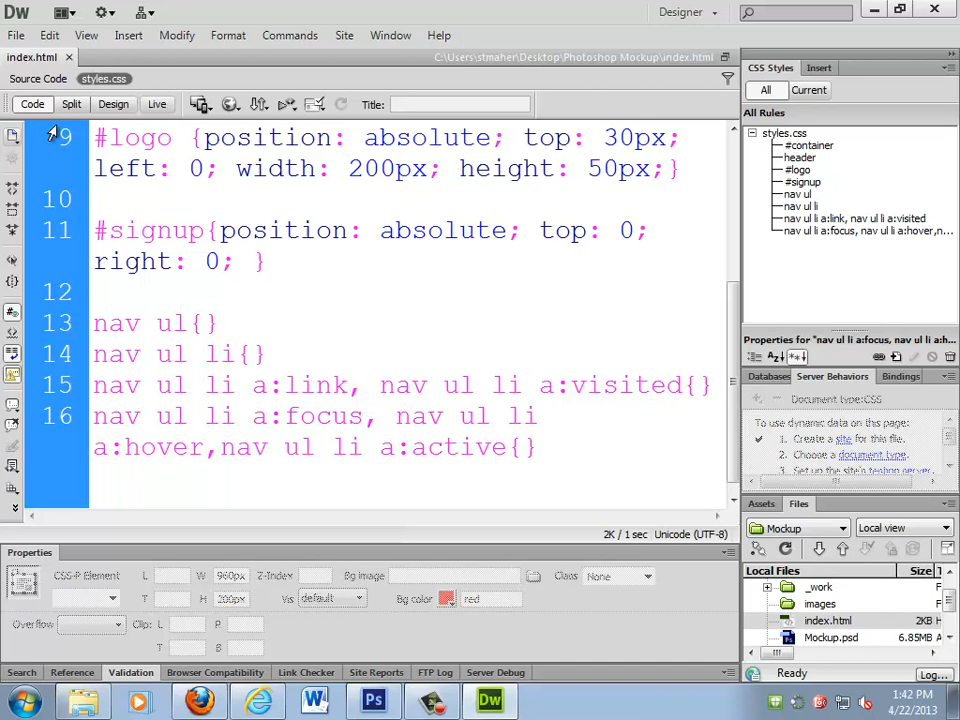 Dw Designer
File Edit View Insert Modify Format Commands Site Window Help
index.html C:\Users\stmaher\Desktop\Photoshop Mockup\index.html
Source Code styles.css
Code Split Design Live Title:
9 #logo {position: absolute; top: 30px;
left: 0; width: 200px; height: 50px;}
10
11 #signup{position: absolute; top: 0;
right: 0; }
12
13 nav ul{}
14 nav ul li{}
15 nav ul li a:link, nav ul li a:visited{}
16 nav ul li a:focus, nav ul li
a:hover,nav ul li a:active{}
2K / 1 sec Unicode (UTF-8)
Properties
CSS-P Element L W 960px Z-Index Bg image Class None
T H 200px Vis default Bg color red
Overflow Clip: L R
T B
Search Reference Validation Browser Compatibility Link Checker Site Reports FTP Log Server Debug
CSS Styles Insert
All Current
All Rules
styles.css
#container
header
#logo
#signup
nav ul
nav ul li
nav ul li a:link, nav ul li a:visited
nav ul li a:focus, nav ul li a:hover,n...
Properties for "nav ul li a:focus, nav ul li a:h...
Databases Server Behaviors Bindings
Document type:CSS
To use dynamic data on this page:
1. Create a site for this file.
2. Choose a document type.
3. Set up the site's testing server.
Assets Files
Mockup Local view
Local Files Size
_work F
images F
index.html 2KB H
Mockup.psd 6.85MB A
Ready Log...
1:42 PM
4/22/2013